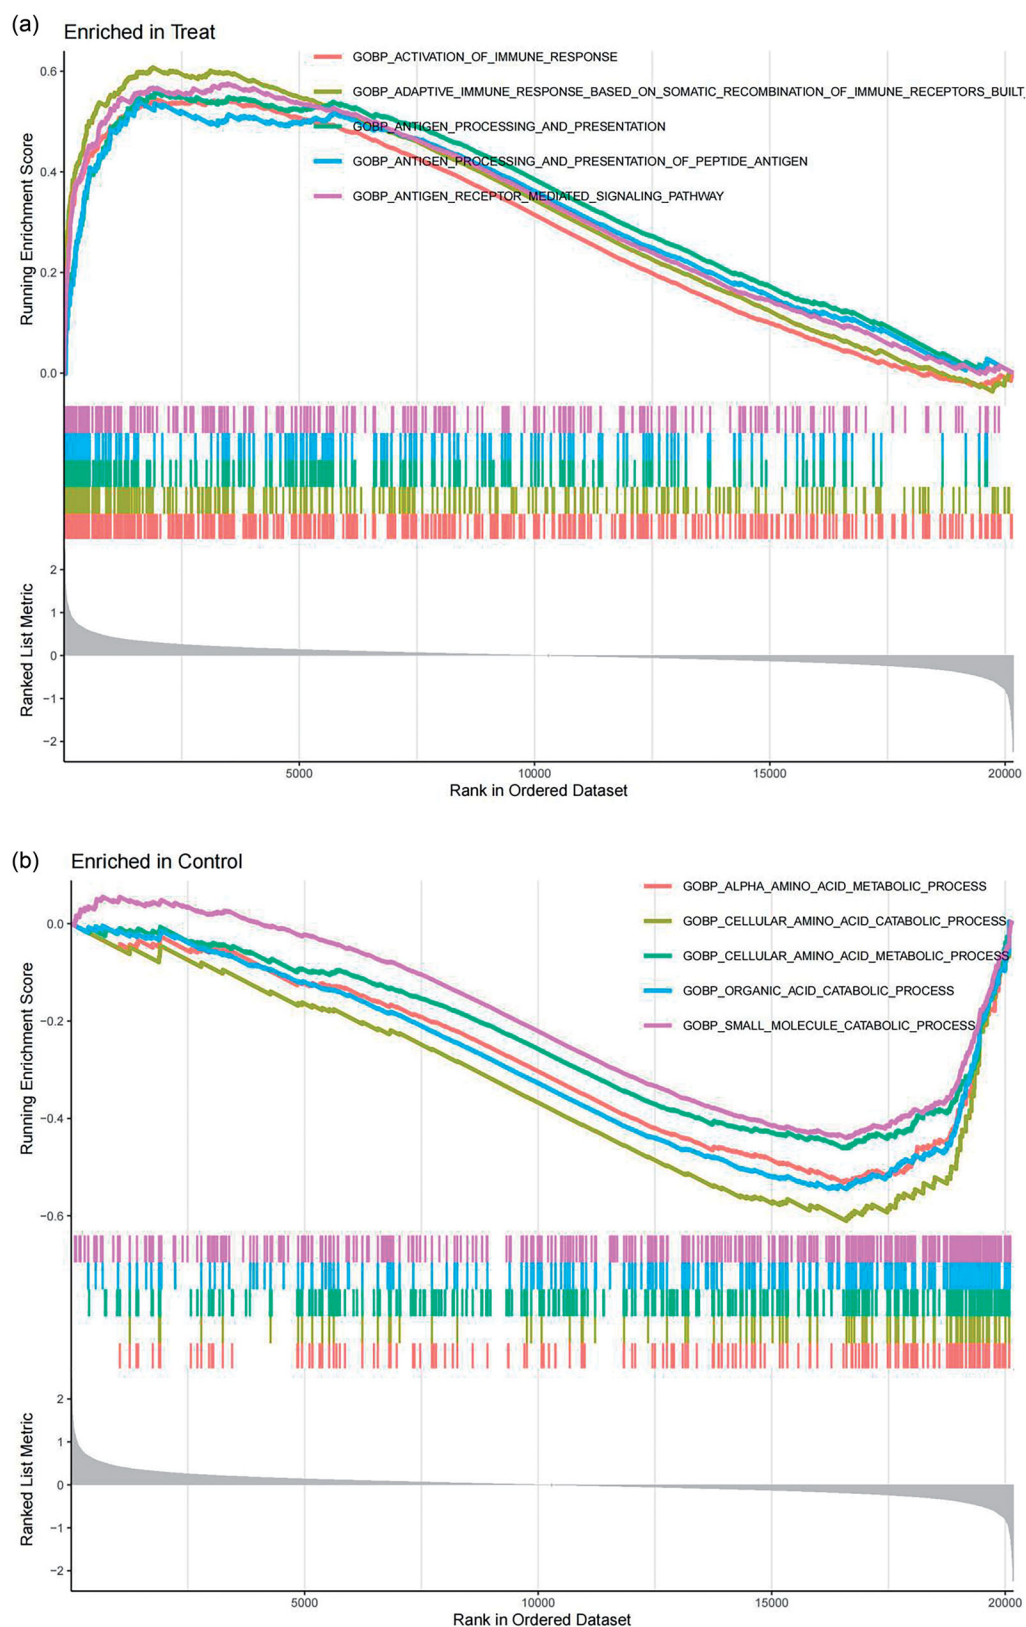 (a)
Enriched in Treat
GOBP_ACTIVATION_OF_IMMUNE_RESPONSE
GOBP_ADAPTIVE_IMMUNE_RESPONSE_BASED_ON_SOMATIC_RECOMBINATION_OF_IMMUNE_RECEPTORS_BUILT_
GOBP_ANTIGEN_PROCESSING_AND_PRESENTATION
GOBP_ANTIGEN_PROCESSING_AND_PRESENTATION_OF_PEPTIDE_ANTIGEN
GOBP_ANTIGEN_RECEPTOR_MEDIATED_SIGNALING_PATHWAY
Running Enrichment Score
0.6
0.4
0.2
0.0
Ranked List Metric
2
1
0
−1
−2
5000 10000 15000 20000
Rank in Ordered Dataset
(b)
Enriched in Control
GOBP_ALPHA_AMINO_ACID_METABOLIC_PROCESS
GOBP_CELLULAR_AMINO_ACID_CATABOLIC_PROCESS
GOBP_CELLULAR_AMINO_ACID_METABOLIC_PROCESS
GOBP_ORGANIC_ACID_CATABOLIC_PROCESS
GOBP_SMALL_MOLECULE_CATABOLIC_PROCESS
Running Enrichment Score
0.0
−0.2
−0.4
−0.6
Ranked List Metric
2
1
0
−1
−2
5000 10000 15000 20000
Rank in Ordered Dataset